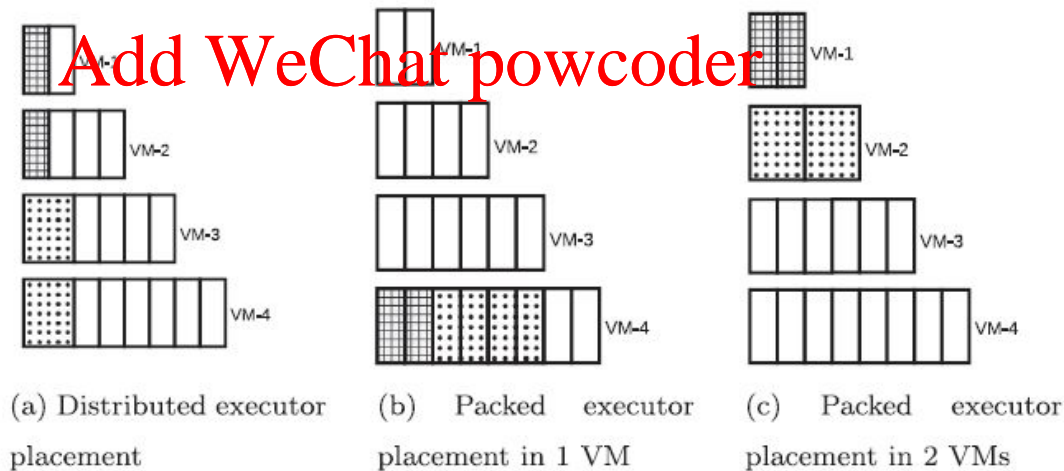 Add WeChat powcoder
VM-1
VM-1
VM-1
VM-2
VM-2
VM-2
VM-3
VM-3
VM-3
VM-4
VM-4
VM-4
(a) Distributed executor
placement
(b) Packed executor
placement in 1 VM
(c) Packed executor
placement in 2 VMs